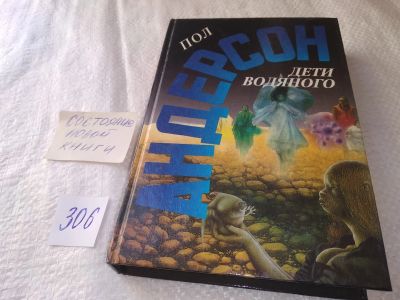 ПОЛ
АНДЕРСОН
ДЕТИ
ВОДЯНОГО
СОСТОЯНИЕ
НОВОЙ
КНИГИ
306